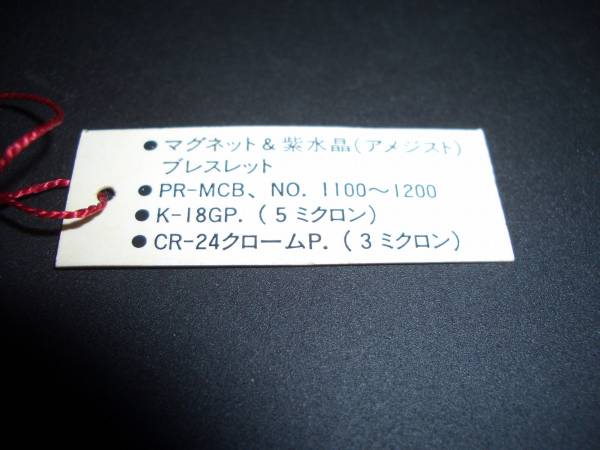 ●マグネット&紫水晶(アメジスト)
ブレスレット
●PR-MCB、NO. 1100〜1200
●K-18GP.(5ミクロン)
●CR-24クロームP.(3ミクロン)